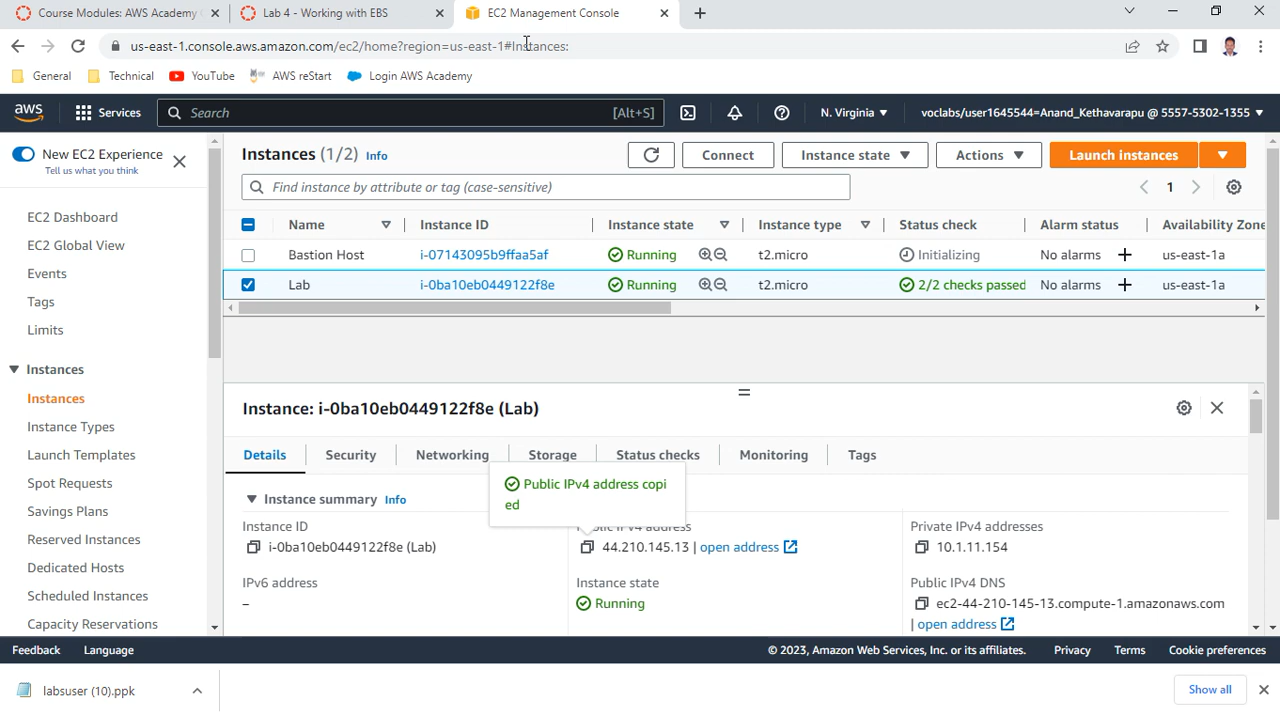 Course Modules: AWS Academy
Lab 4 - Working with EBS
EC2 Management Console
us-east-1.console.aws.amazon.com/ec2/home?region=us-east-1#Instances:
General
Technical
YouTube
AWS reStart
Login AWS Academy
aws
Services
Search
[Alt+S]
N. Virginia
voclabs/user1645544=Anand_Kethavarapu @ 5557-5302-1355
New EC2 Experience
Tell us what you think
EC2 Dashboard
EC2 Global View
Events
Tags
Limits
Instances
Instances
Instance Types
Launch Templates
Spot Requests
Savings Plans
Reserved Instances
Dedicated Hosts
Scheduled Instances
Capacity Reservations
Instances (1/2) Info
Connect
Instance state
Actions
Launch instances
Find instance by attribute or tag (case-sensitive)
1
Name
Instance ID
Instance state
Instance type
Status check
Alarm status
Availability Zone
Bastion Host
i-07143095b9ffaa5af
Running
t2.micro
Initializing
No alarms
us-east-1a
Lab
i-0ba10eb0449122f8e
Running
t2.micro
2/2 checks passed
No alarms
us-east-1a
Instance: i-0ba10eb0449122f8e (Lab)
Details
Security
Networking
Storage
Status checks
Monitoring
Tags
Public IPv4 address copi
ed
Instance summary Info
Instance ID
i-0ba10eb0449122f8e (Lab)
Public IPv4 address
44.210.145.13 | open address
Private IPv4 addresses
10.1.11.154
IPv6 address
–
Instance state
Running
Public IPv4 DNS
ec2-44-210-145-13.compute-1.amazonaws.com
| open address
Feedback
Language
© 2023, Amazon Web Services, Inc. or its affiliates.
Privacy
Terms
Cookie preferences
labsuser (10).ppk
Show all